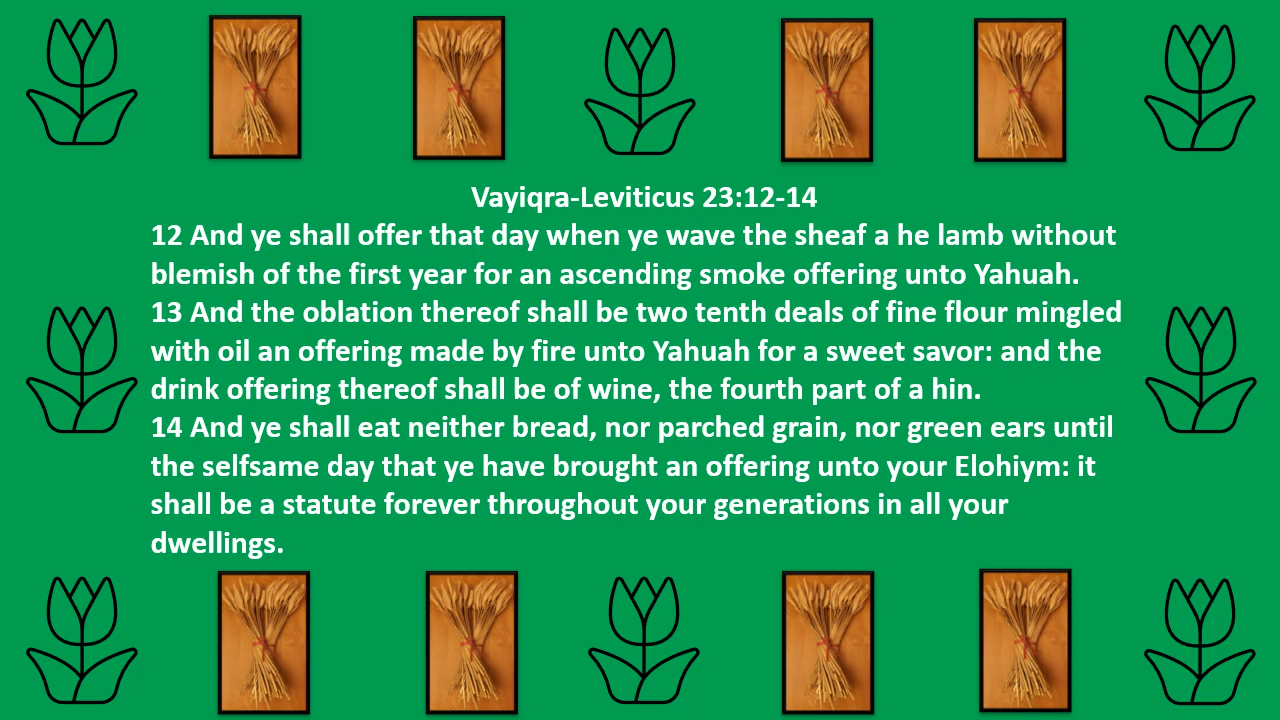 Vayiqra-Leviticus 23:12-14
12 And ye shall offer that day when ye wave the sheaf a he lamb without
blemish of the first year for an ascending smoke offering unto Yahuah.
13 And the oblation thereof shall be two tenth deals of fine flour mingled
with oil an offering made by fire unto Yahuah for a sweet savor: and the
drink offering thereof shall be of wine, the fourth part of a hin.
14 And ye shall eat neither bread, nor parched grain, nor green ears until
the selfsame day that ye have brought an offering unto your Elohiym: it
shall be a statute forever throughout your generations in all your
dwellings.